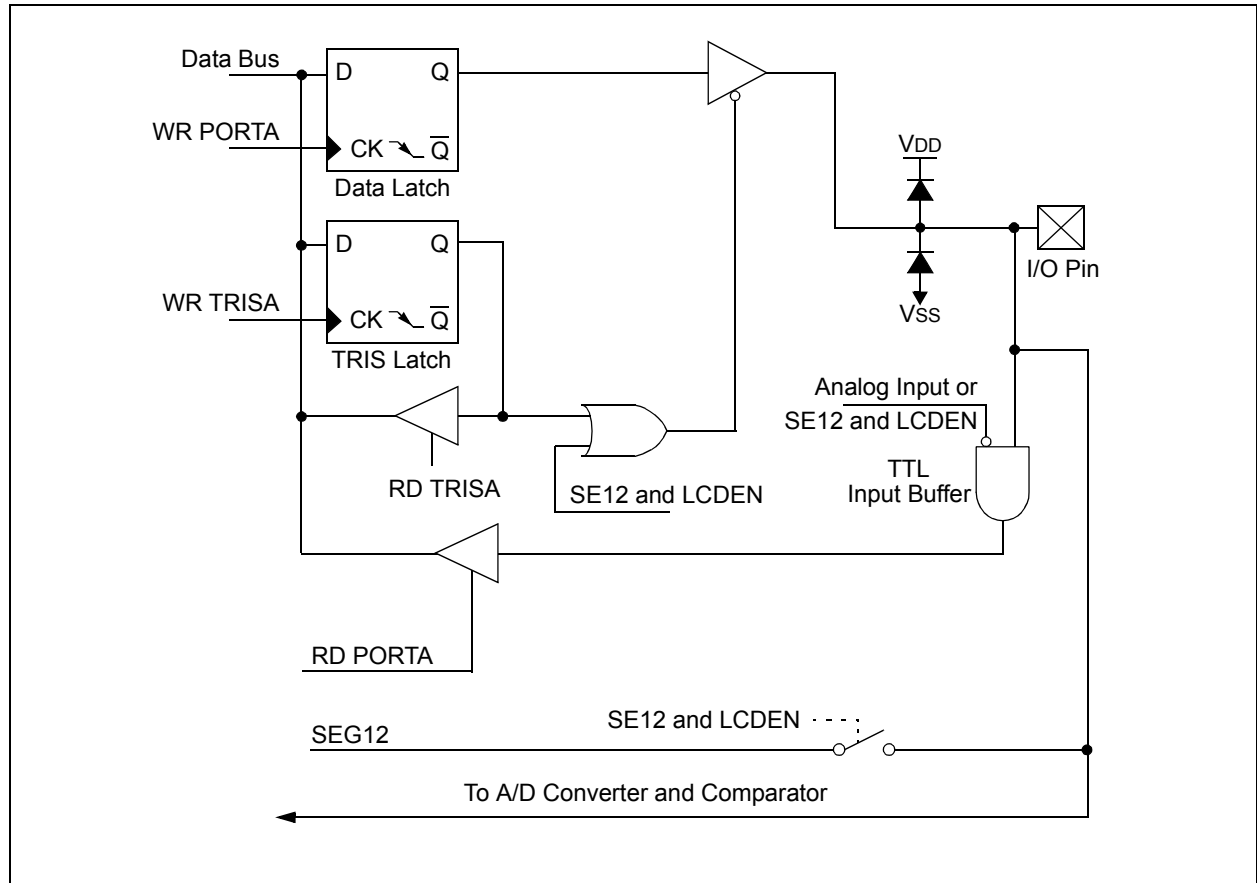 Data Bus
D Q
WR PORTA
CK Q̅
Data Latch
VDD
D Q
I/O Pin
WR TRISA
CK Q̅
VSS
TRIS Latch
Analog Input or
SE12 and LCDEN
TTL
Input Buffer
RD TRISA
SE12 and LCDEN
RD PORTA
SE12 and LCDEN
SEG12
To A/D Converter and Comparator